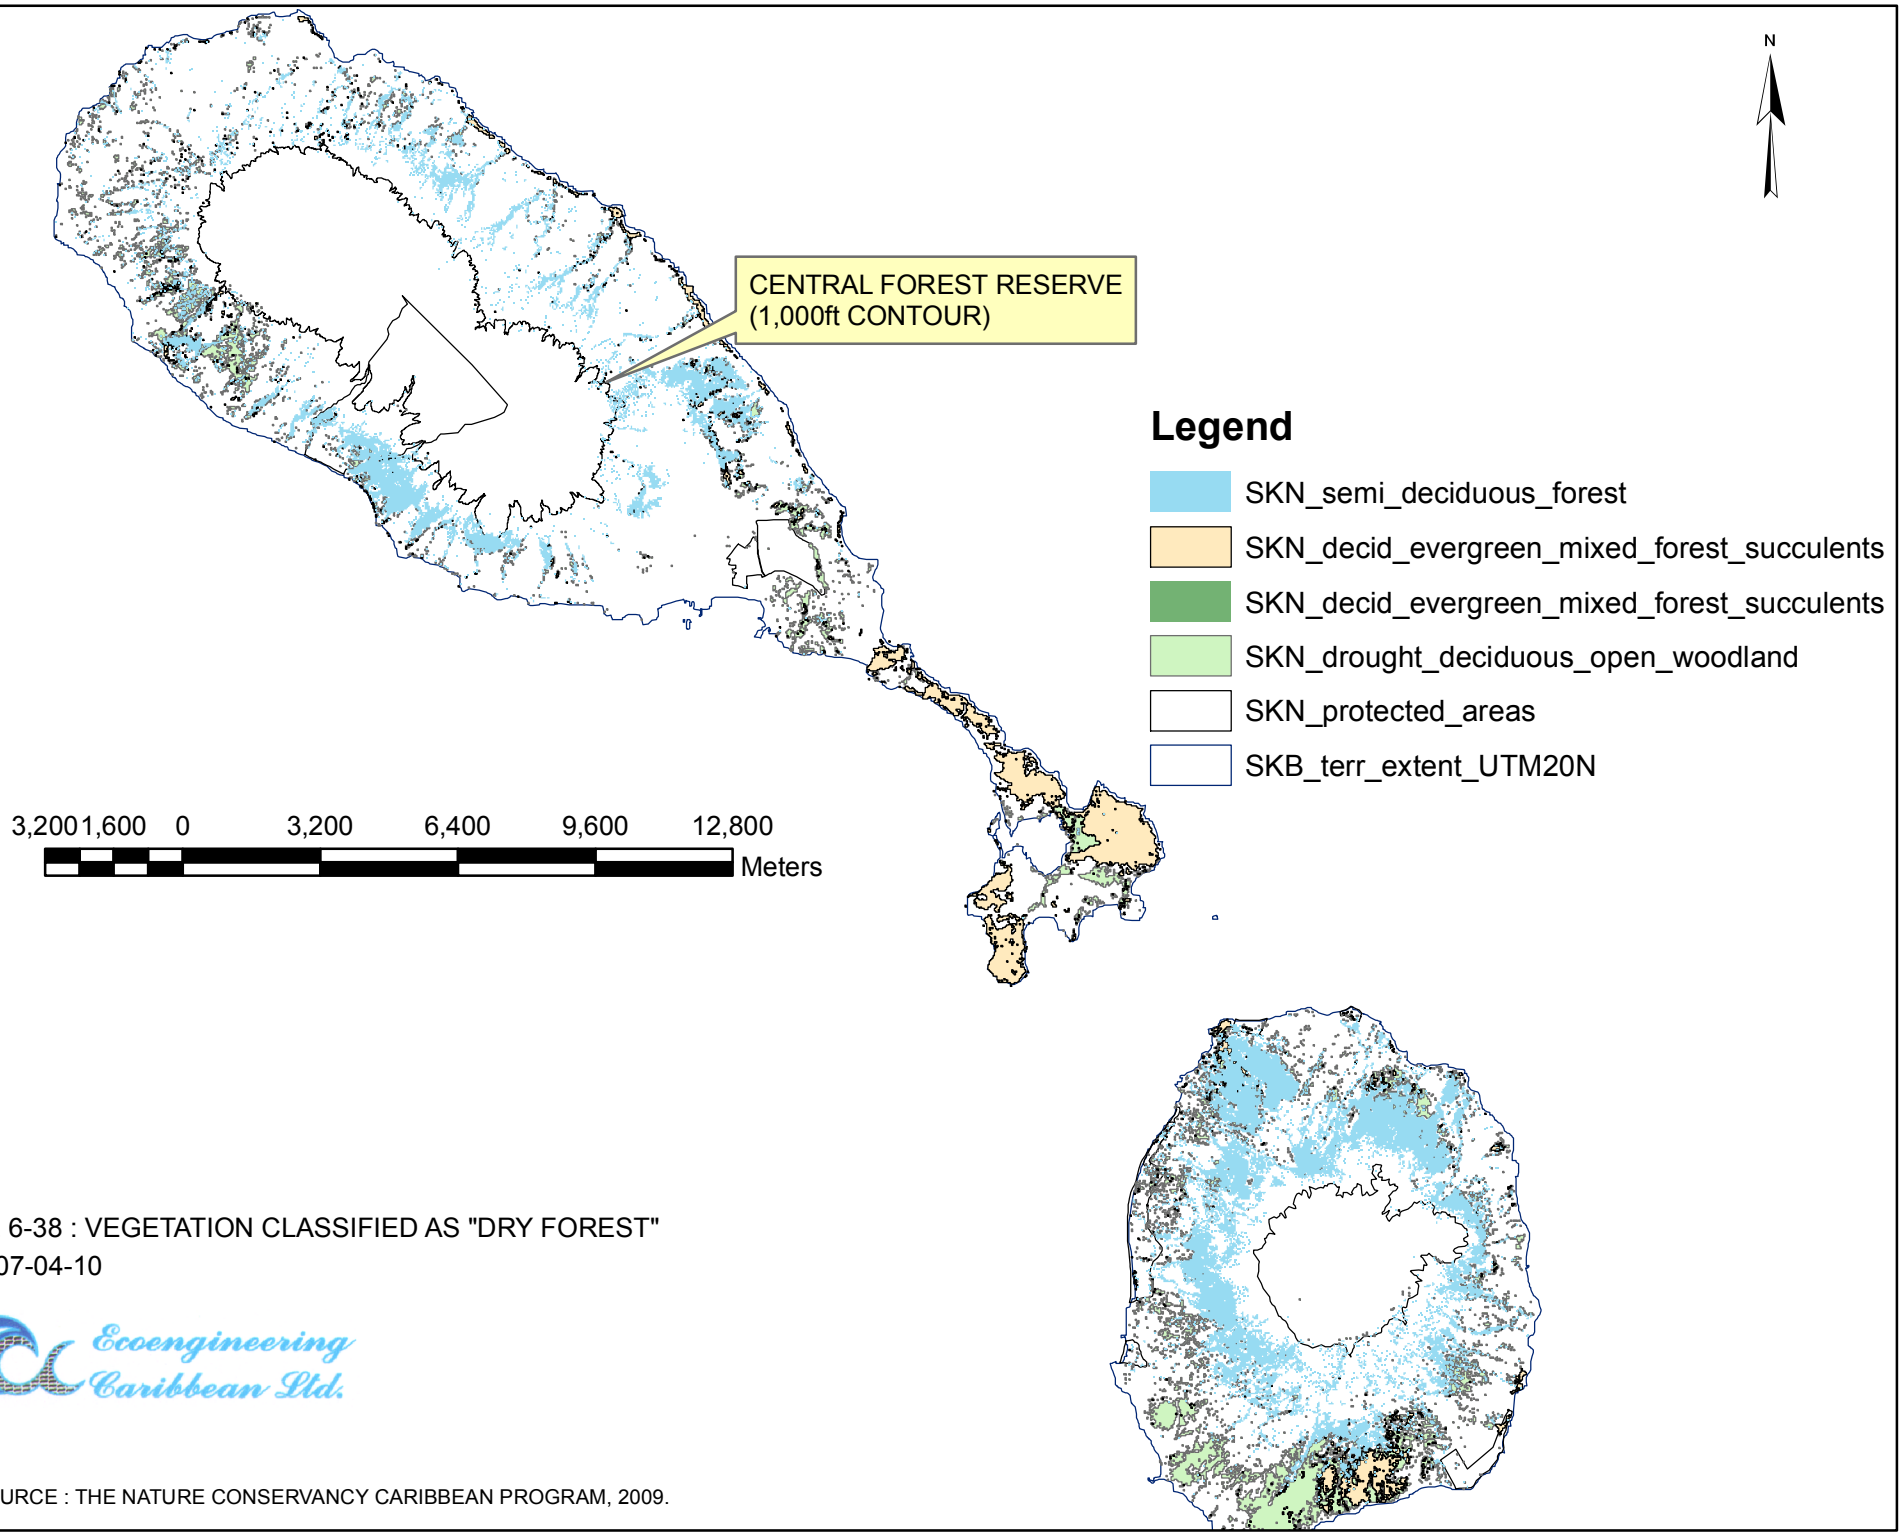 N
CENTRAL FOREST RESERVE
(1,000ft CONTOUR)
Legend
SKN_semi_deciduous_forest
SKN_decid_evergreen_mixed_forest_succulents
SKN_decid_evergreen_mixed_forest_succulents
SKN_drought_deciduous_open_woodland
SKN_protected_areas
SKB_terr_extent_UTM20N
3,200 1,600 0 3,200 6,400 9,600 12,800
Meters
6-38 : VEGETATION CLASSIFIED AS "DRY FOREST"
07-04-10
Ecoengineering
Caribbean Ltd.
URCE : THE NATURE CONSERVANCY CARIBBEAN PROGRAM, 2009.